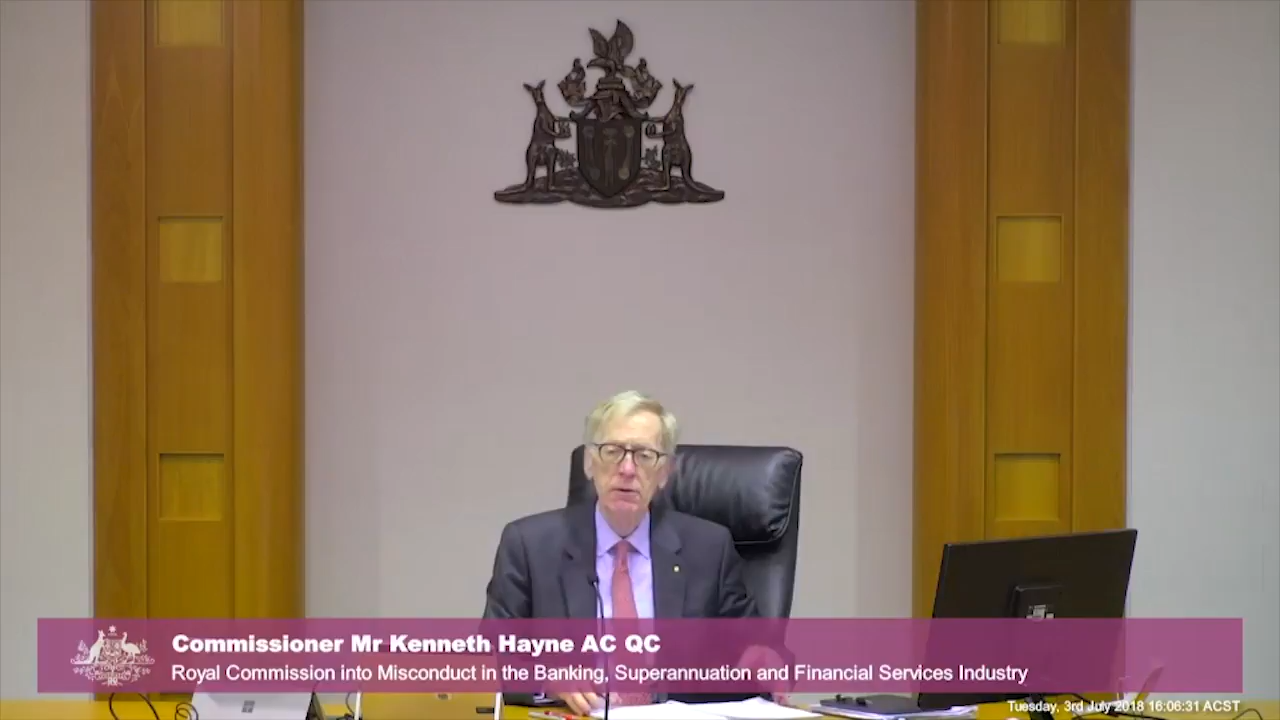 Commissioner Mr Kenneth Hayne AC QC
Royal Commission into Misconduct in the Banking, Superannuation and Financial Services Industry
Tuesday, 3rd July 2018 16:06:31 ACST